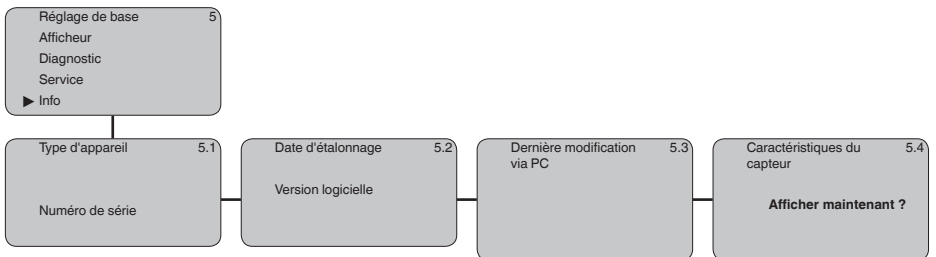 Réglage de base 5
Afficheur
Diagnostic
Service
▶ Info
Type d'appareil 5.1
Numéro de série
Date d'étalonnage 5.2
Version logicielle
Dernière modification 5.3
via PC
Caractéristiques du 5.4
capteur
Afficher maintenant ?